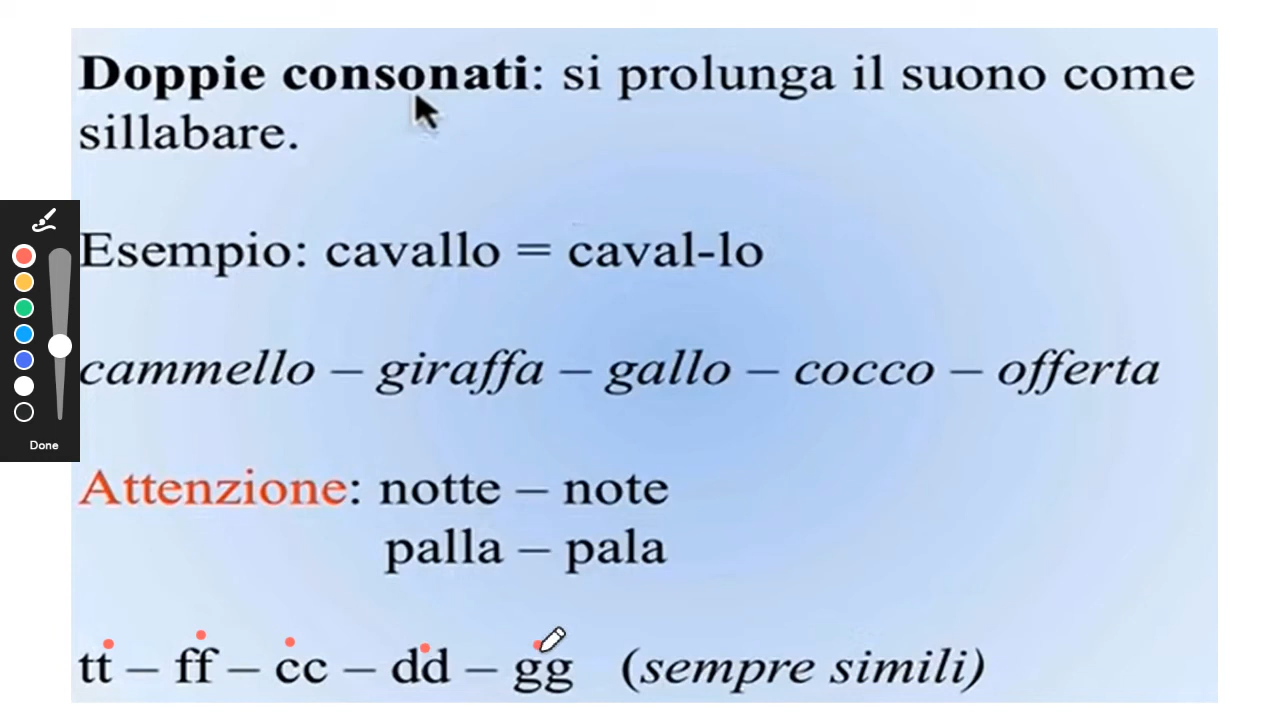 Doppie consonati: si prolunga il suono come
sillabare.
Esempio: cavallo = caval-lo
cammello – giraffa – gallo – cocco – offerta
Attenzione: notte – note
palla – pala
tt – ff – cc – dd – gg (sempre simili)
Done